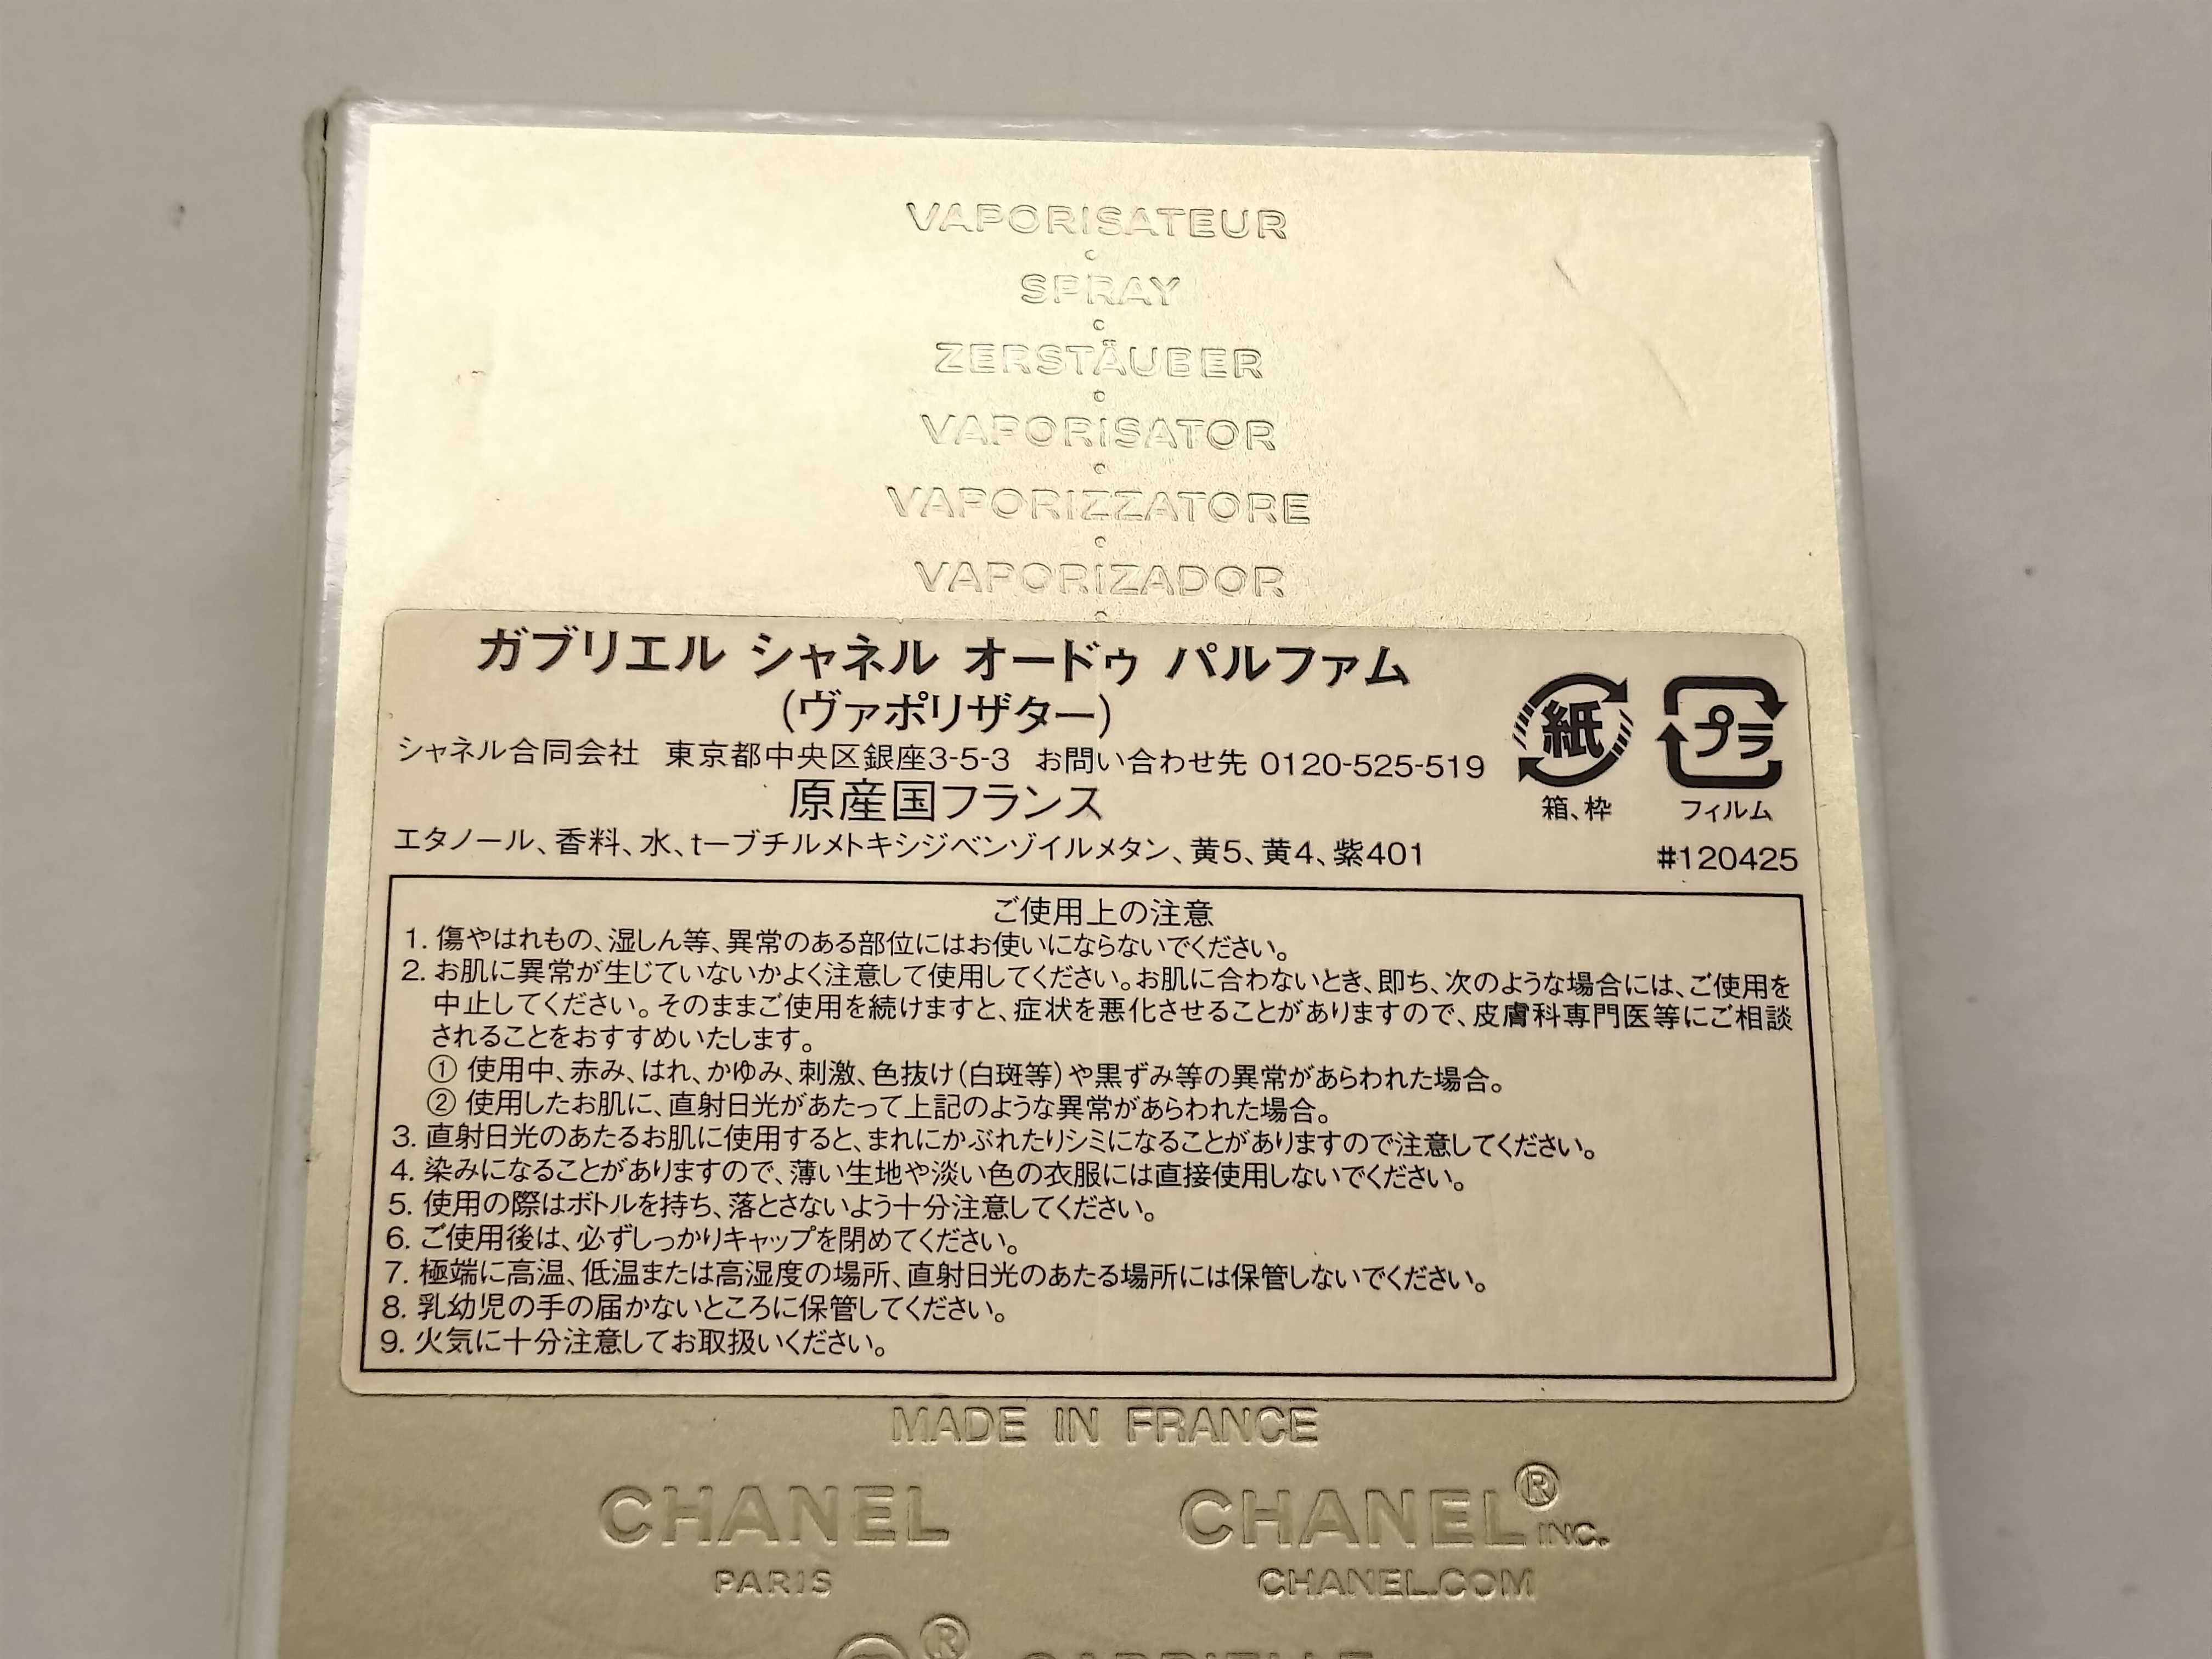 VAPORISATEUR
SPRAY
ZERSTÄUBER
VAPORISATOR
VAPORIZZATORE
VAPORIZADOR
ガブリエル シャネル オードゥ パルファム
(ヴァポリザター)
シャネル合同会社 東京都中央区銀座3-5-3 お問い合わせ先 0120-525-519
原産国フランス
紙
箱、枠
プラ
フィルム
エタノール、香料、水、t-ブチルメトキシジベンゾイルメタン、黄5、黄4、紫401
#120425
ご使用上の注意
1. 傷やはれもの、湿しん等、異常のある部位にはお使いにならないでください。
2. お肌に異常が生じていないかよく注意して使用してください。お肌に合わないとき、即ち、次のような場合には、ご使用を
中止してください。そのままご使用を続けますと、症状を悪化させることがありますので、皮膚科専門医等にご相談
されることをおすすめいたします。
① 使用中、赤み、はれ、かゆみ、刺激、色抜け(白斑等)や黒ずみ等の異常があらわれた場合。
② 使用したお肌に、直射日光があたって上記のような異常があらわれた場合。
3. 直射日光のあたるお肌に使用すると、まれにかぶれたりシミになることがありますので注意してください。
4. 染みになることがありますので、薄い生地や淡い色の衣服には直接使用しないでください。
5. 使用の際はボトルを持ち、落とさないよう十分注意してください。
6. ご使用後は、必ずしっかりキャップを閉めてください。
7. 極端に高温、低温または高湿度の場所、直射日光のあたる場所には保管しないでください。
8. 乳幼児の手の届かないところに保管してください。
9. 火気に十分注意してお取扱いください。
MADE IN FRANCE
CHANEL
PARIS
CHANEL® INC.
CHANEL.COM
® GABRIELLE